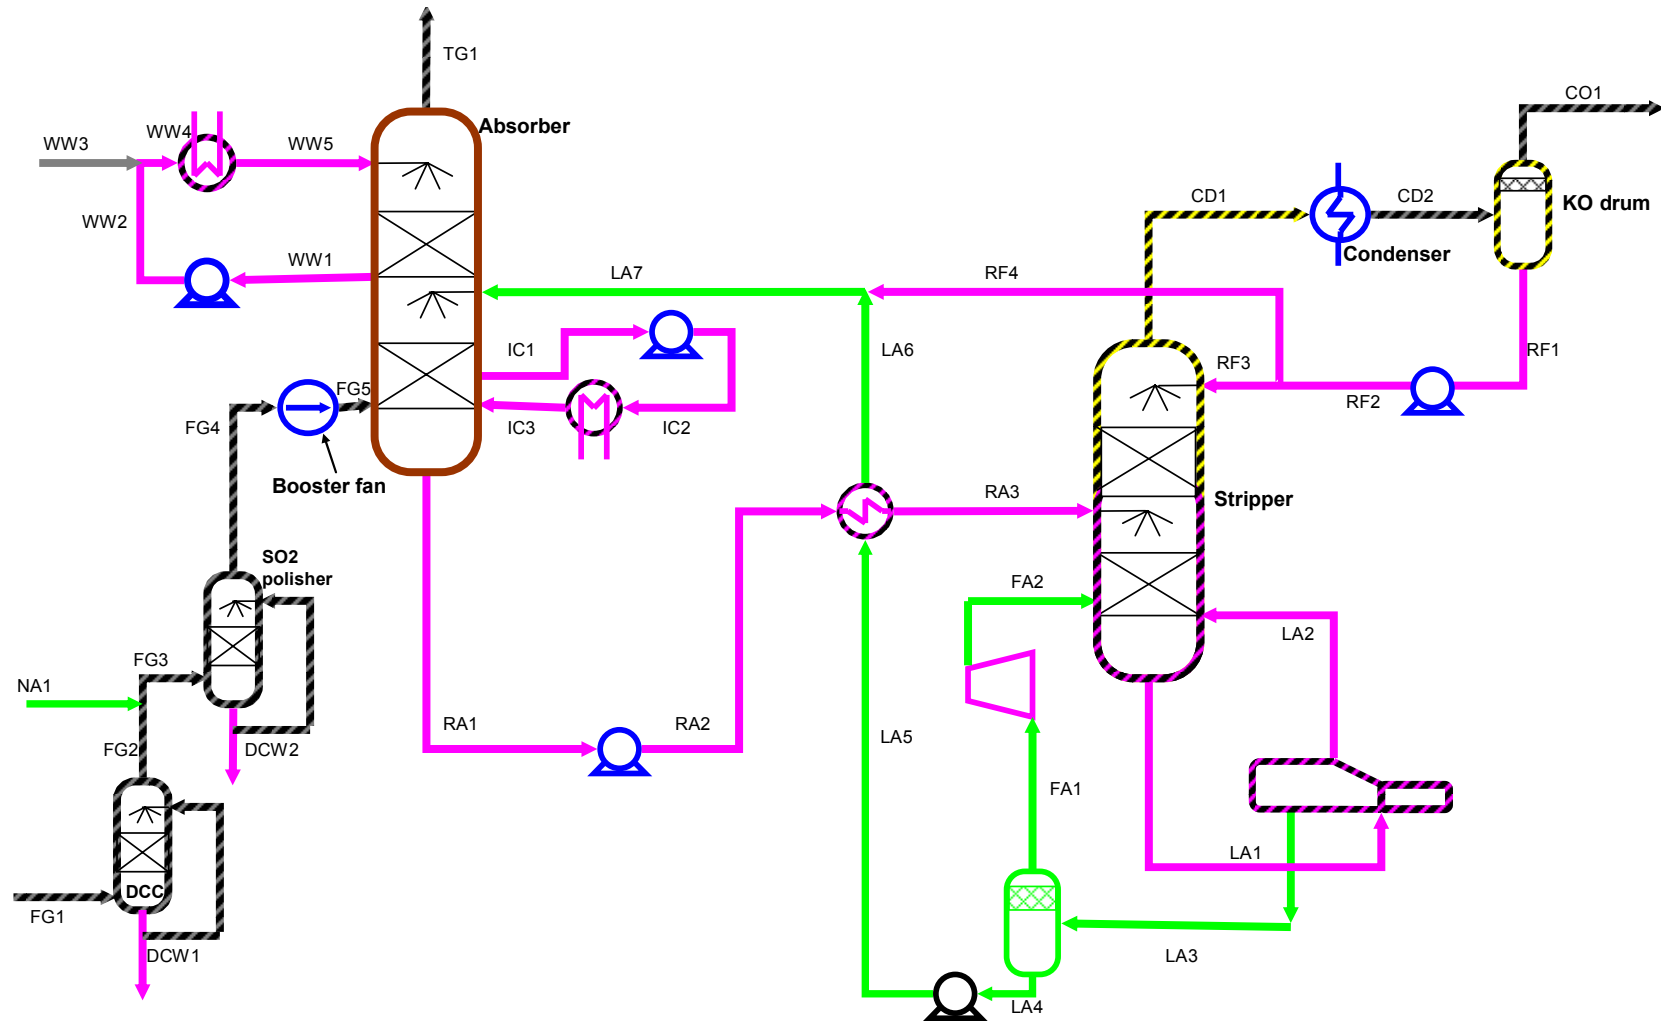 TG1
CO1
Absorber
WW3
WW4
WW5
CD1
CD2
KO drum
WW2
Condenser
WW1
LA7
RF4
IC1
LA6
RF1
RF3
FG5
FG4
IC3
IC2
RF2
Booster fan
RA3
Stripper
SO2
polisher
FA2
LA2
FG3
NA1
RA1
RA2
LA5
FG2
DCW2
FA1
LA1
DCC
FG1
DCW1
LA3
LA4